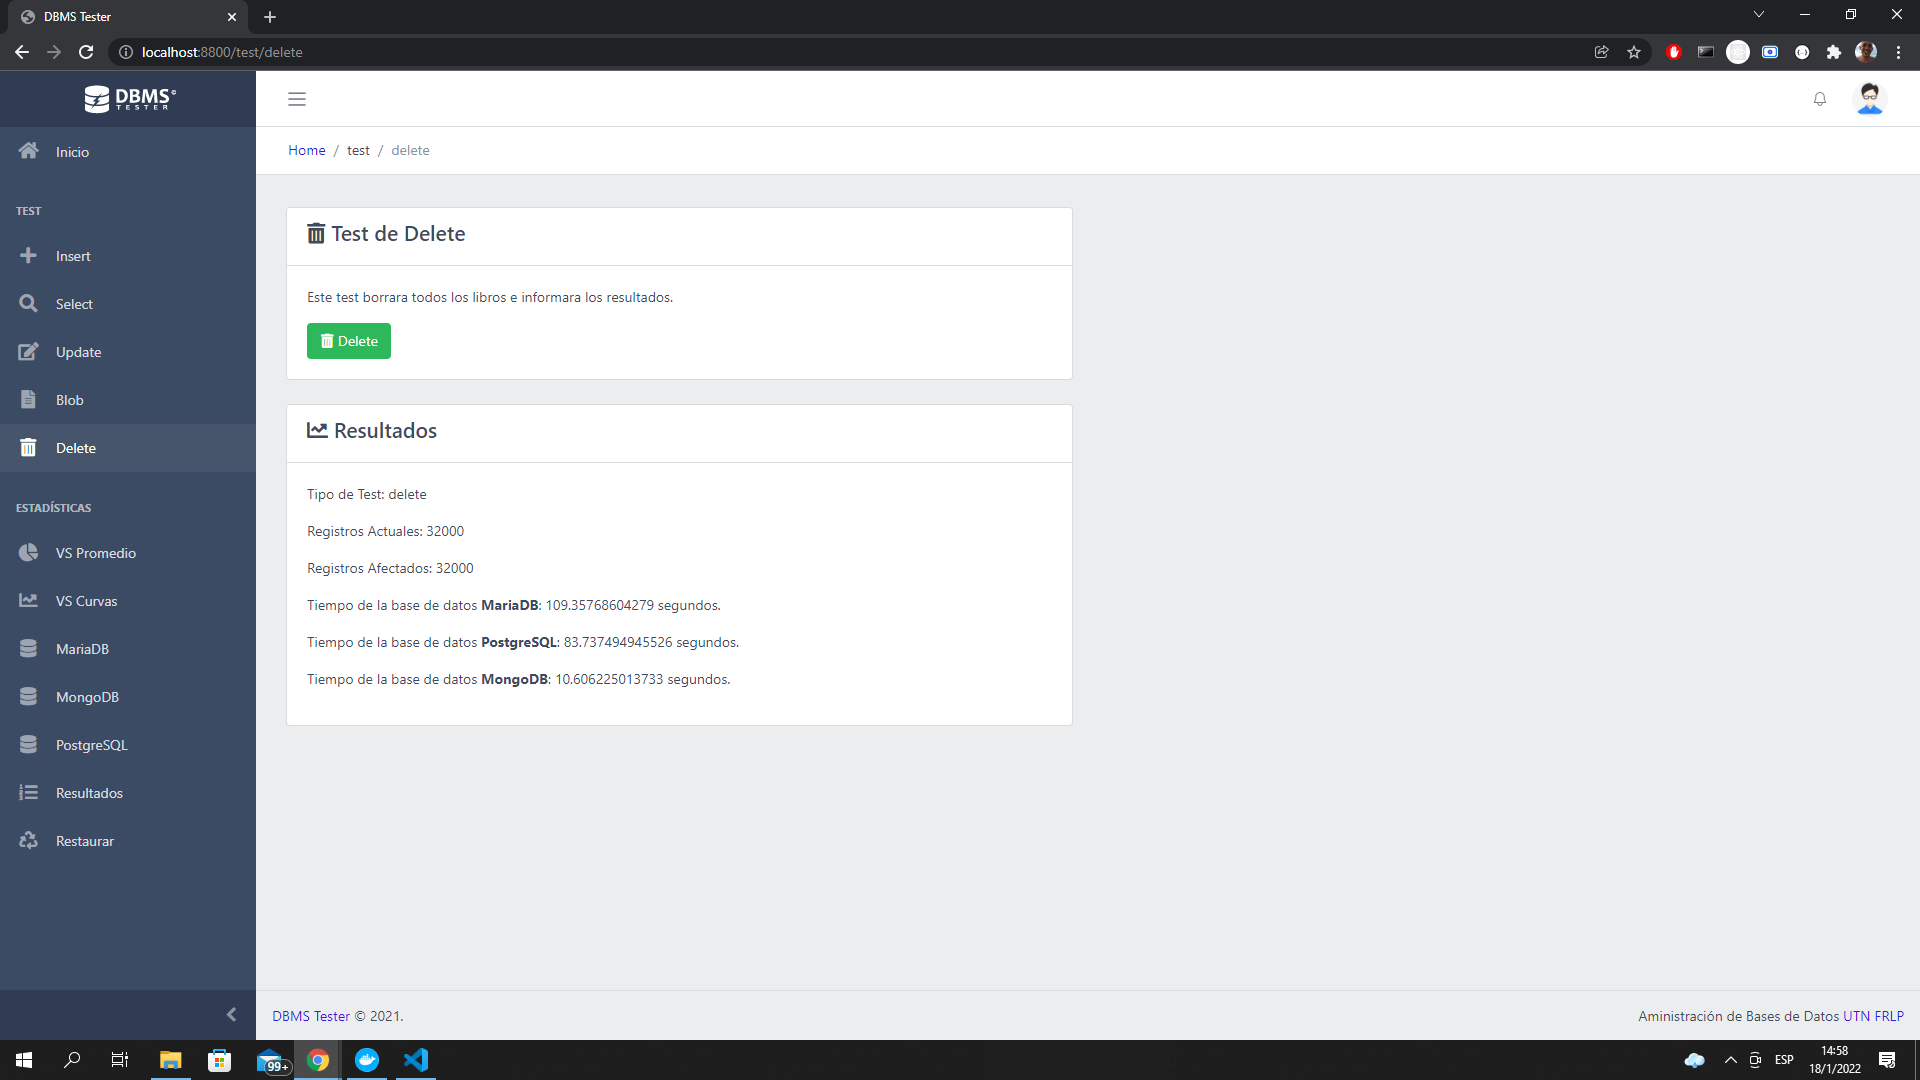 DBMS Tester
localhost:8800/test/delete
DBMS
TESTER
Inicio
TEST
Insert
Select
Update
Blob
Delete
ESTADÍSTICAS
VS Promedio
VS Curvas
MariaDB
MongoDB
PostgreSQL
Resultados
Restaurar
Home / test / delete
Test de Delete
Este test borrara todos los libros e informara los resultados.
Delete
Resultados
Tipo de Test: delete
Registros Actuales: 32000
Registros Afectados: 32000
Tiempo de la base de datos MariaDB: 109.35768604279 segundos.
Tiempo de la base de datos PostgreSQL: 83.737494945526 segundos.
Tiempo de la base de datos MongoDB: 10.606225013733 segundos.
DBMS Tester © 2021.
Aministración de Bases de Datos UTN FRLP
99+
ESP
14:58
18/1/2022